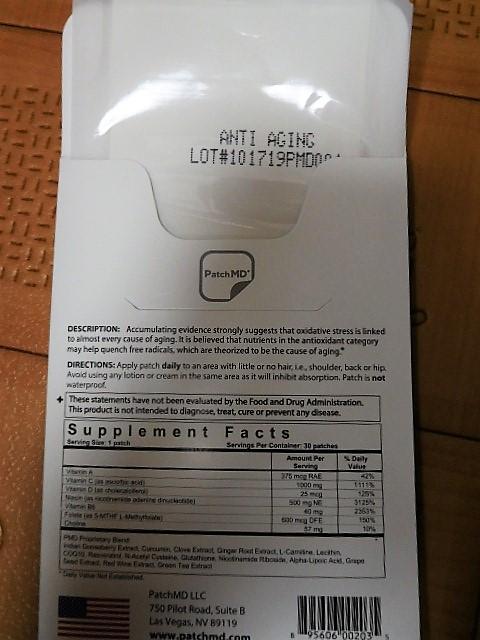 ANTI AGING
LOT#101719PMD00
PatchMD
DESCRIPTION: Accumulating evidence strongly suggests that oxidative stress is linked
to almost every cause of aging. It is believed that nutrients in the antioxidant category
may help quench free radicals, which are theorized to be the cause of aging.*
DIRECTIONS: Apply patch daily to an area with little or no hair, i.e., shoulder, back or hip.
Avoid using any lotion or cream in the same area as it will inhibit absorption. Patch is not
waterproof.
These statements have not been evaluated by the Food and Drug Administration.
This product is not intended to diagnose, treat, cure or prevent any disease.
Supplement Facts
Serving Size: 1 patch Servings Per Container: 30 patches
Amount Per Serving % Daily Value
Vitamin A 375 mcg RAE 42%
Vitamin C (as ascorbic acid) 1000 mg 1111%
Vitamin D (as cholecalciferol) 25 mcg 125%
Niacin (as nicotinamide adenine dinucleotide) 500 mg NE 3125%
Vitamin B6 40 mg 2353%
Folate (as 5-MTHF L-Methylfolate) 600 mcg DFE 150%
Choline 57 mg 10%
PMD Proprietary Blend
Indian Gooseberry Extract, Curcumin, Clove Extract, Ginger Root Extract, L-Carnitine, Lecithin,
COQ10, Resveratrol, N-Acetyl Cysteine, Glutathione, Nicotinamide Riboside, Alpha-Lipoic Acid, Grape
Seed Extract, Red Wine Extract, Green Tea Extract
*Daily Value Not Established.
PatchMD LLC
750 Pilot Road, Suite B
Las Vegas, NV 89119
www.patchmd.com
8 95606 00203 5